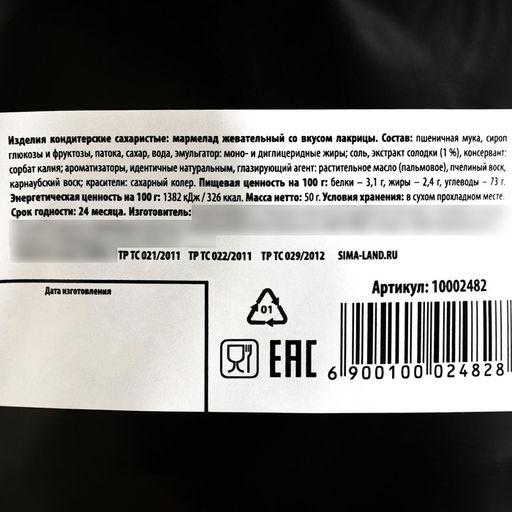 Изделия кондитерские сахаристые: мармелад жевательный со вкусом лакрицы. Состав: пшеничная мука, сироп
глюкозы и фруктозы, патока, сахар, вода, эмульгатор: моно- и диглицеридные жиры; соль, экстракт солодки (1 %), консервант:
сорбат калия; ароматизаторы, идентичные натуральным, глазирующий агент: растительное масло (пальмовое), пчелиный воск,
карнаубский воск; красители: сахарный колер. Пищевая ценность на 100 г: белки – 3,1 г, жиры – 2,4 г, углеводы – 73 г.
Энергетическая ценность на 100 г: 1382 кДж / 326 ккал. Масса нетто: 50 г. Условия хранения: в сухом прохладном месте.
Срок годности: 24 месяца. Изготовитель:
ТР ТС 021/2011 ТР ТС 022/2011 ТР ТС 029/2012 SIMA-LAND.RU
Дата изготовления
Артикул: 10002482
01
EAC
6 900100 024828